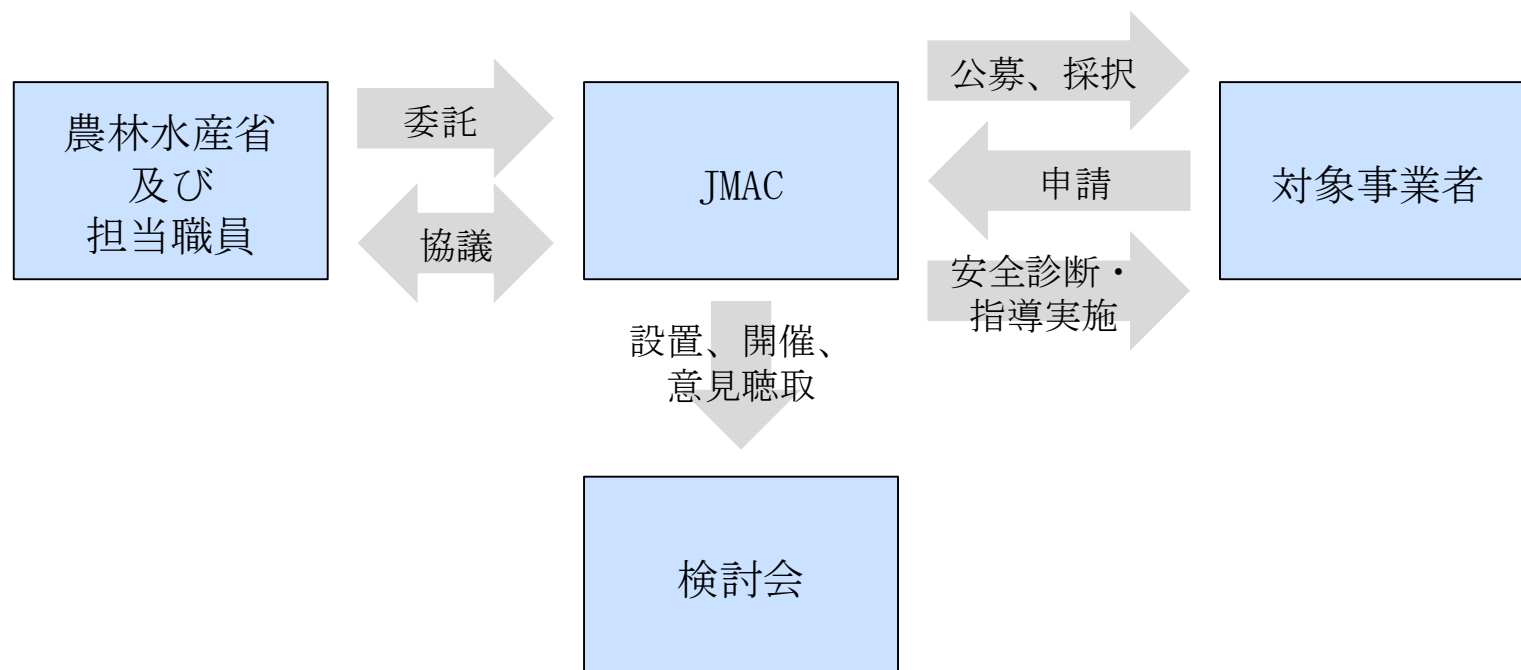 農林水産省
及び
担当職員
委託
協議
JMAC
公募、採択
申請
安全診断・
指導実施
対象事業者
設置、開催、
意見聴取
検討会